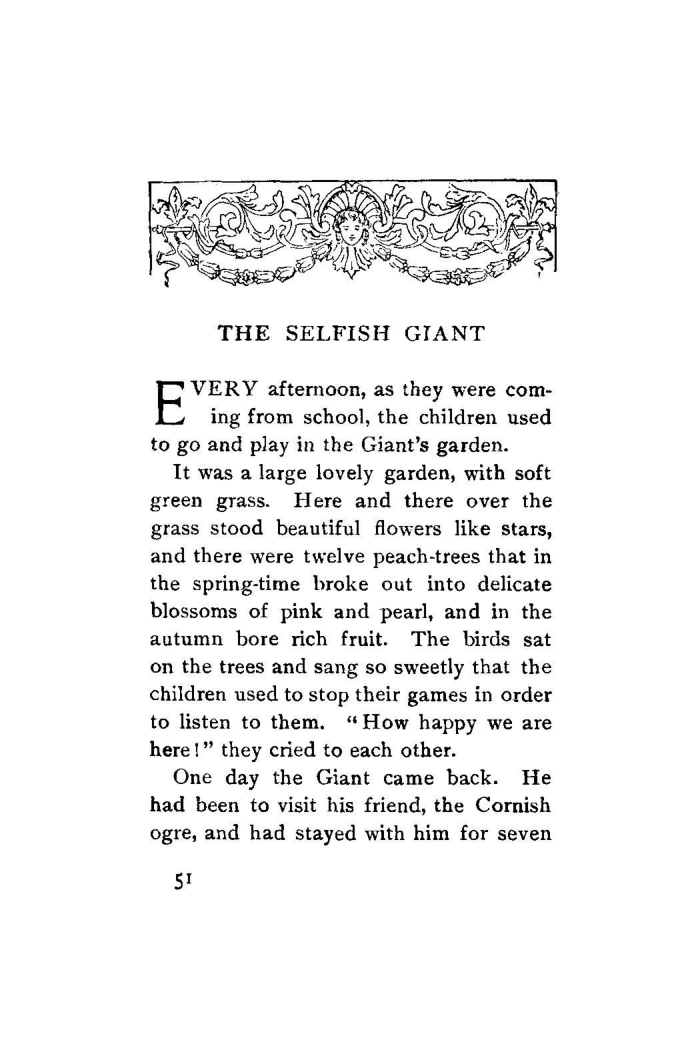 THE SELFISH GIANT
EVERY afternoon, as they were com-
ing from school, the children used
to go and play in the Giant's garden.
It was a large lovely garden, with soft
green grass. Here and there over the
grass stood beautiful flowers like stars,
and there were twelve peach-trees that in
the spring-time broke out into delicate
blossoms of pink and pearl, and in the
autumn bore rich fruit. The birds sat
on the trees and sang so sweetly that the
children used to stop their games in order
to listen to them. "How happy we are
here!" they cried to each other.
One day the Giant came back. He
had been to visit his friend, the Cornish
ogre, and had stayed with him for seven
51